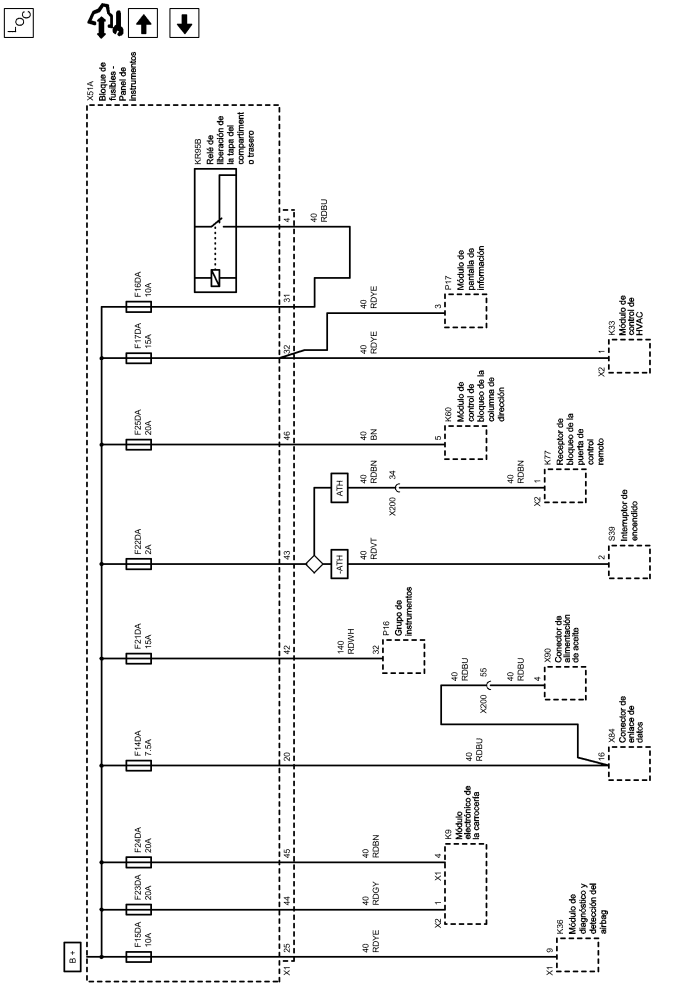 LOC
X51A
Bloque de
fusibles -
Panel de
instrumentos
KR95B
Relé de
liberación de
la tapa del
compartiment
o trasero
4
40
RDBU
F16DA
10A
31
F17DA
15A
32
40
RDYE
3
P17
Módulo de
pantalla de
información
40
RDYE
X2
1
K33
Módulo de
control de
HVAC
F25DA
20A
46
40
BN
5
K60
Módulo de
control de
bloqueo de la
columna de
dirección
F22DA
2A
43
ATH
40
RDBN
X200
34
40
RDBN
X2
1
K77
Receptor de
bloqueo de la
puerta de
control
remoto
-ATH
40
RDVT
2
S39
Interruptor de
encendido
F21DA
15A
42
140
RDWH
32
P16
Grupo de
instrumentos
F14DA
7.5A
20
40
RDBU
16
X84
Conector de
enlace de
datos
40
RDBU
X200
55
40
RDBU
4
X90
Conector de
alimentación
de aceite
F24DA
20A
45
40
RDBN
X1
4
K9
Módulo
electrónico de
la carrocería
F23DA
20A
44
40
RDGY
X2
1
B+
F15DA
10A
X1
25
40
RDYE
X1
9
K36
Módulo de
diagnóstico y
detección del
airbag